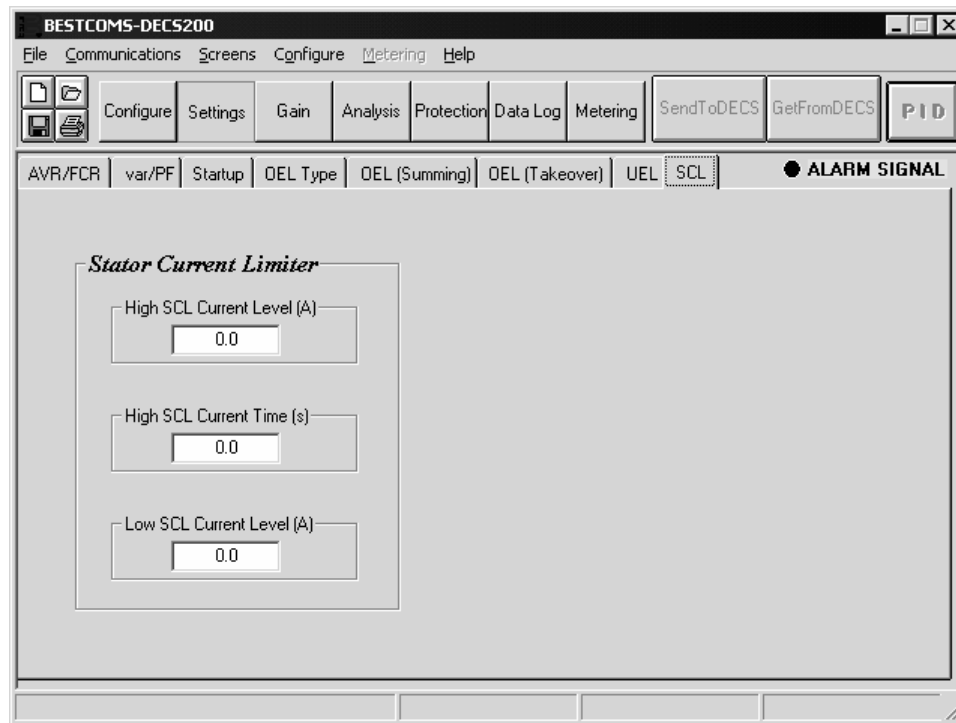 BESTCOMS-DECS200
File Communications Screens Configure Metering Help
Configure Settings Gain Analysis Protection Data Log Metering SendToDECS GetFromDECS PID
AVR/FCR var/PF Startup OEL Type OEL (Summing) OEL (Takeover) UEL SCL ALARM SIGNAL
Stator Current Limiter
High SCL Current Level (A)
0.0
High SCL Current Time (s)
0.0
Low SCL Current Level (A)
0.0